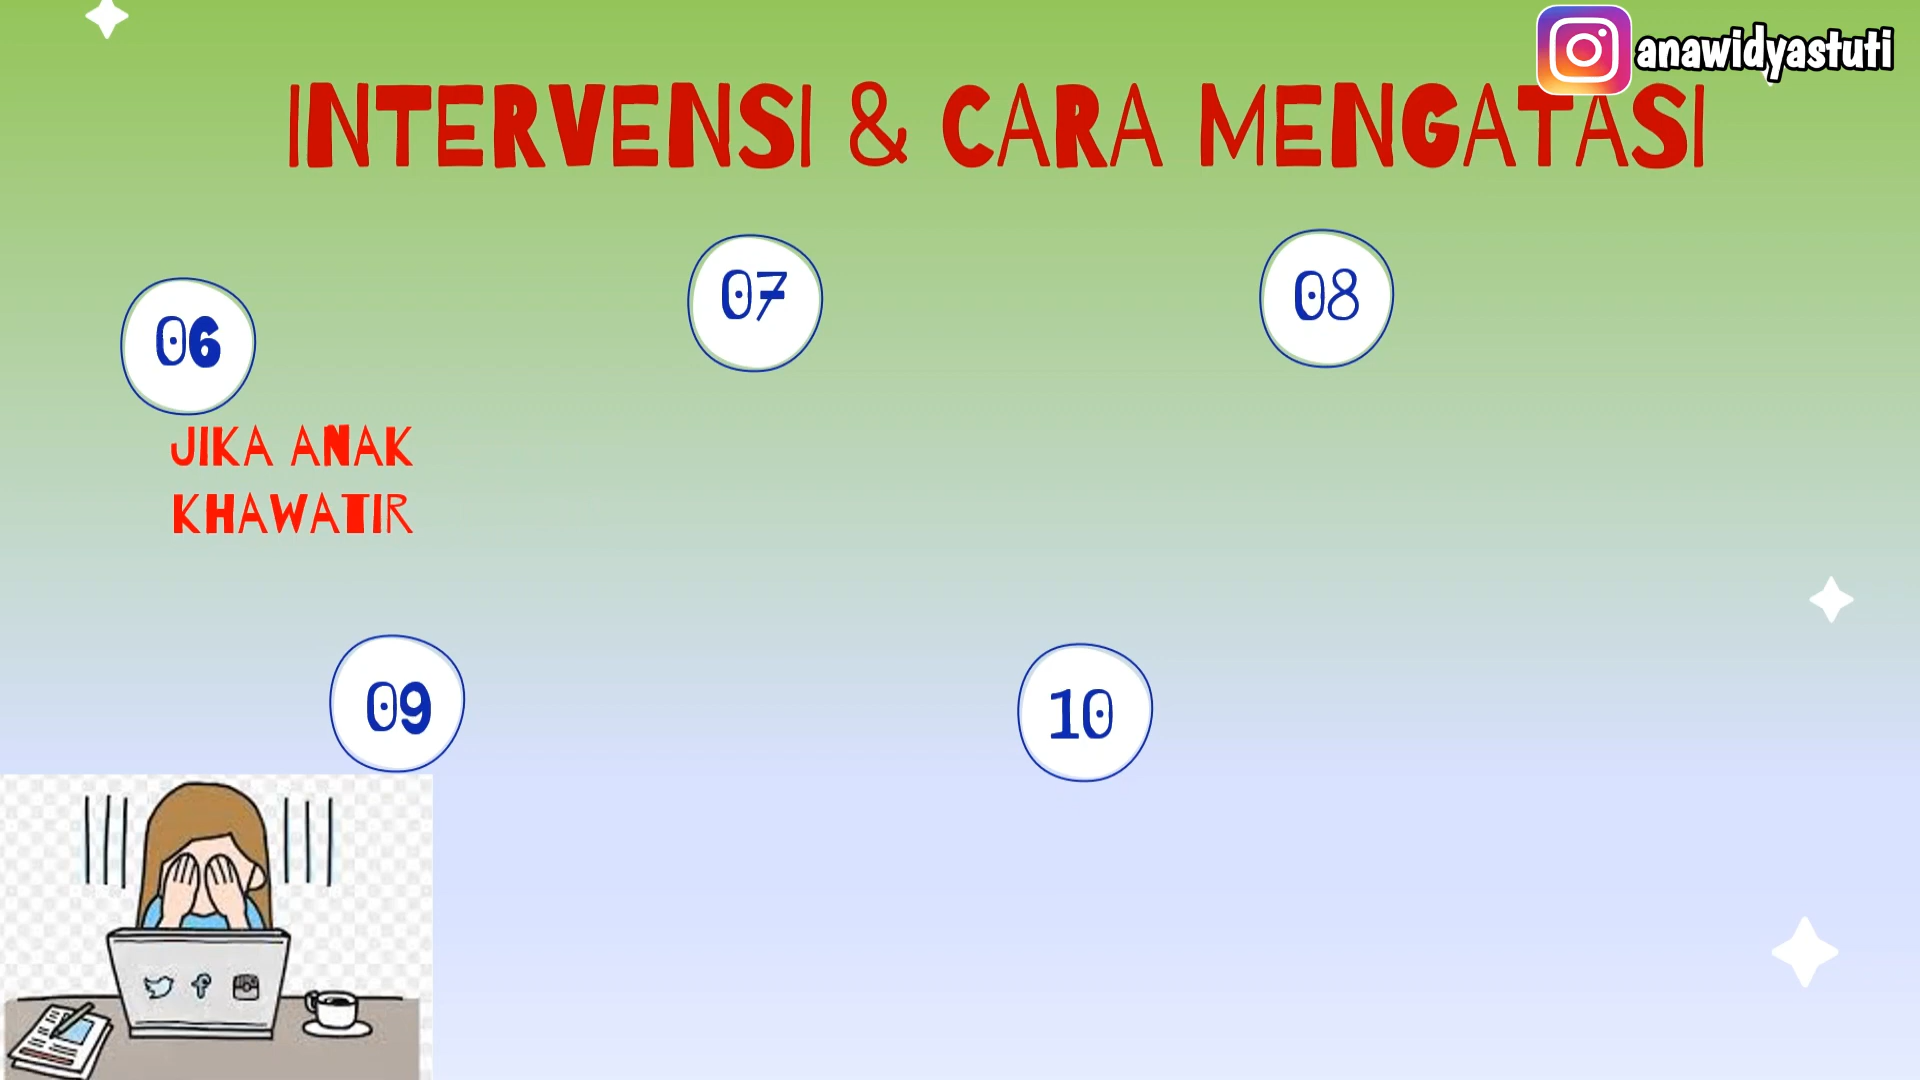 anawidyastuti
INTERVENSI & CARA MENGATASI
06
07
08
JIKA ANAK
KHAWATIR
09
10